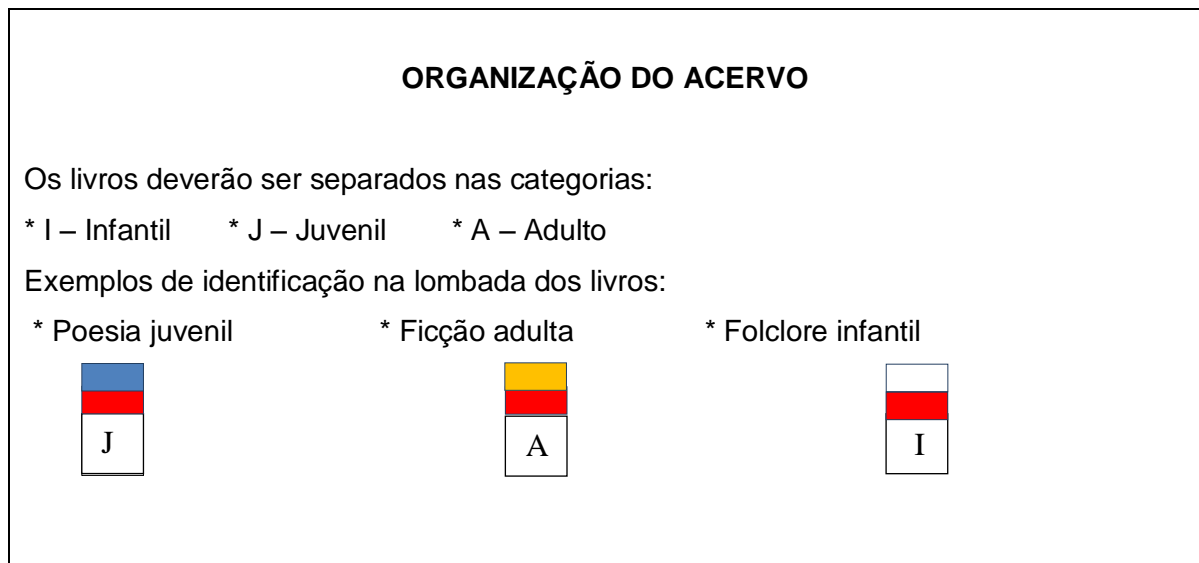 ORGANIZAÇÃO DO ACERVO
Os livros deverão ser separados nas categorias:
* I – Infantil * J – Juvenil * A – Adulto
Exemplos de identificação na lombada dos livros:
* Poesia juvenil * Ficção adulta * Folclore infantil
J A I